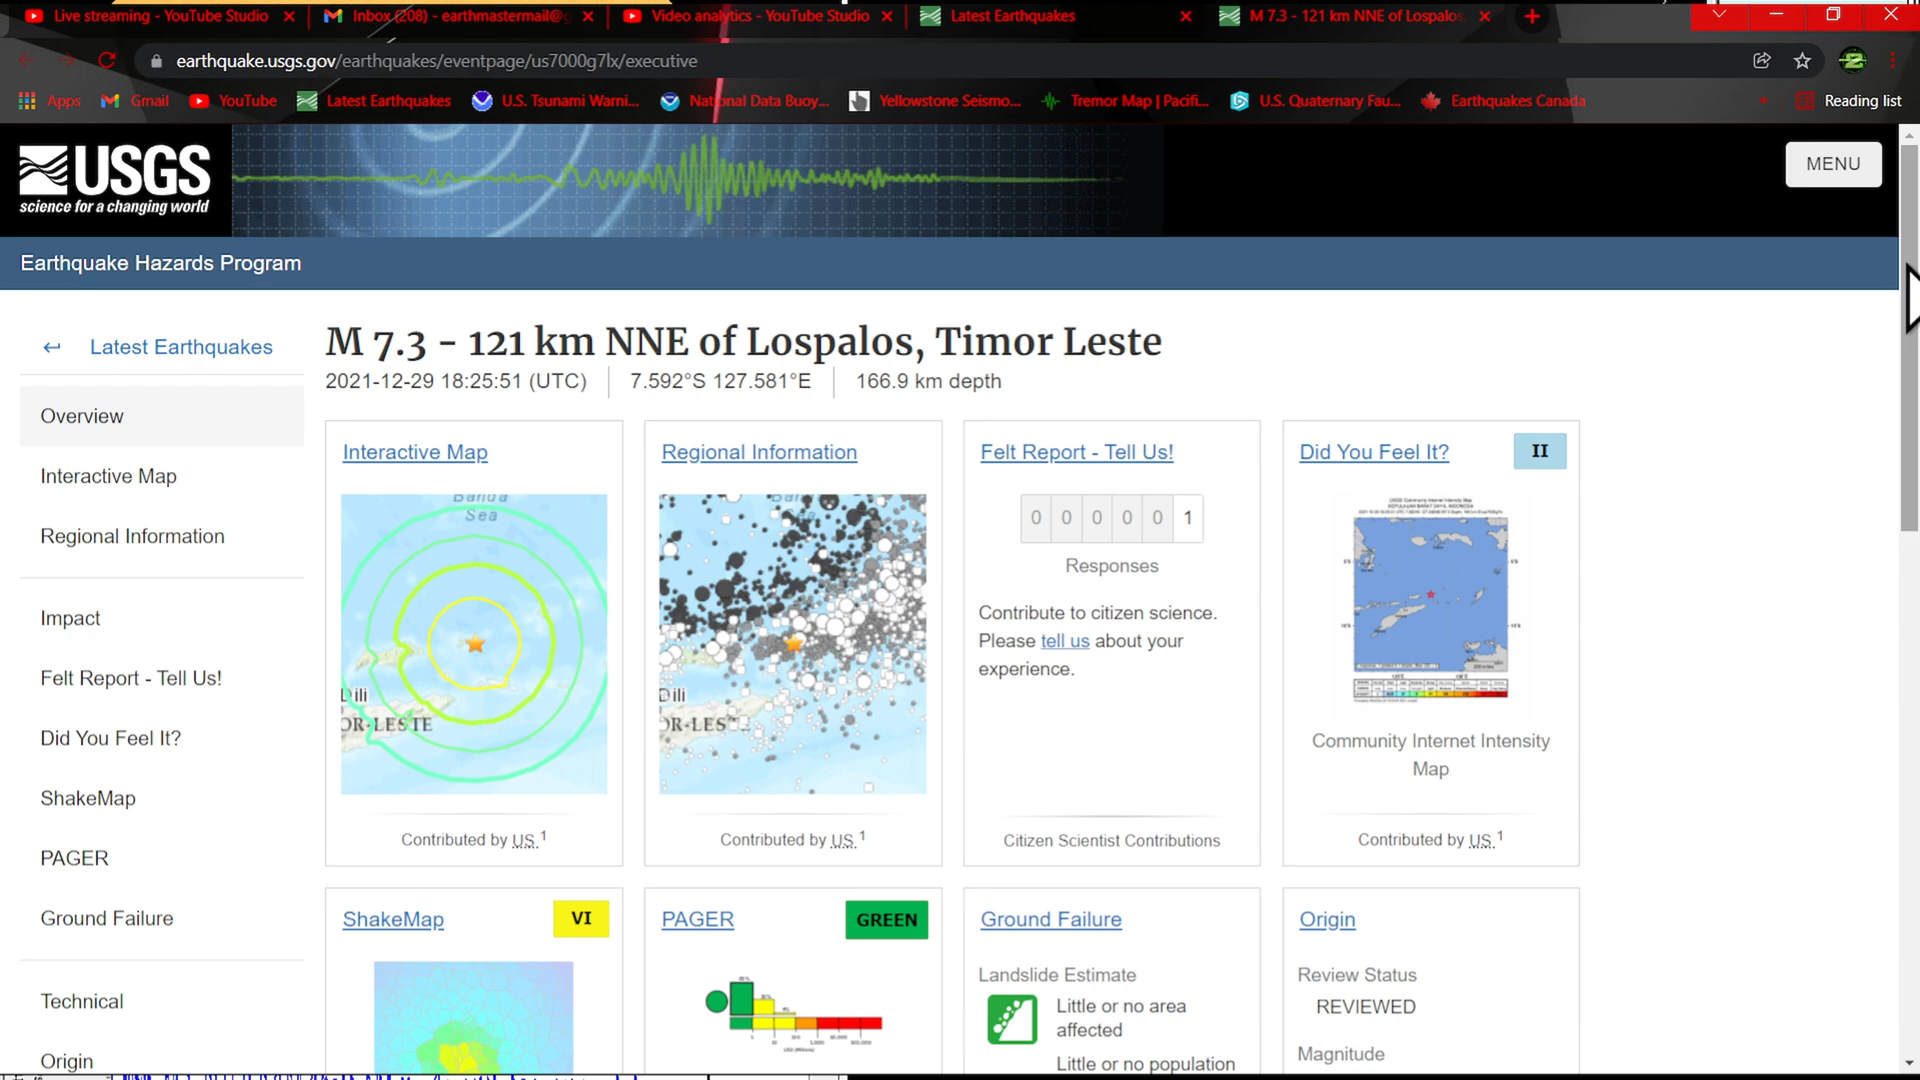 Live streaming - YouTube Studio
Inbox (208) - earthmastermail@g
Video analytics - YouTube Studio
Latest Earthquakes
M 7.3 - 121 km NNE of Lospalos,
earthquake.usgs.gov/earthquakes/eventpage/us7000g7lx/executive
Apps
Gmail
YouTube
Latest Earthquakes
U.S. Tsunami Warni...
National Data Buoy...
Yellowstone Seismo...
Tremor Map | Pacifi...
U.S. Quaternary Fau...
Earthquakes Canada
Reading list
USGS
science for a changing world
MENU
Earthquake Hazards Program
Latest Earthquakes
Overview
Interactive Map
Regional Information
Impact
Felt Report - Tell Us!
Did You Feel It?
ShakeMap
PAGER
Ground Failure
Technical
Origin
M 7.3 - 121 km NNE of Lospalos, Timor Leste
2021-12-29 18:25:51 (UTC)
7.592°S 127.581°E
166.9 km depth
Interactive Map
Banda
Sea
Dili
OR-LESTE
Contributed by US 1
Regional Information
Dili
Contributed by US 1
Felt Report - Tell Us!
0 0 0 0 0 1
Responses
Contribute to citizen science.
Please tell us about your
experience.
Citizen Scientist Contributions
Did You Feel It?
II
Community Internet Intensity
Map
Contributed by US 1
ShakeMap
VI
PAGER
GREEN
Ground Failure
Landslide Estimate
Little or no area
affected
Little or no population
Origin
Review Status
REVIEWED
Magnitude